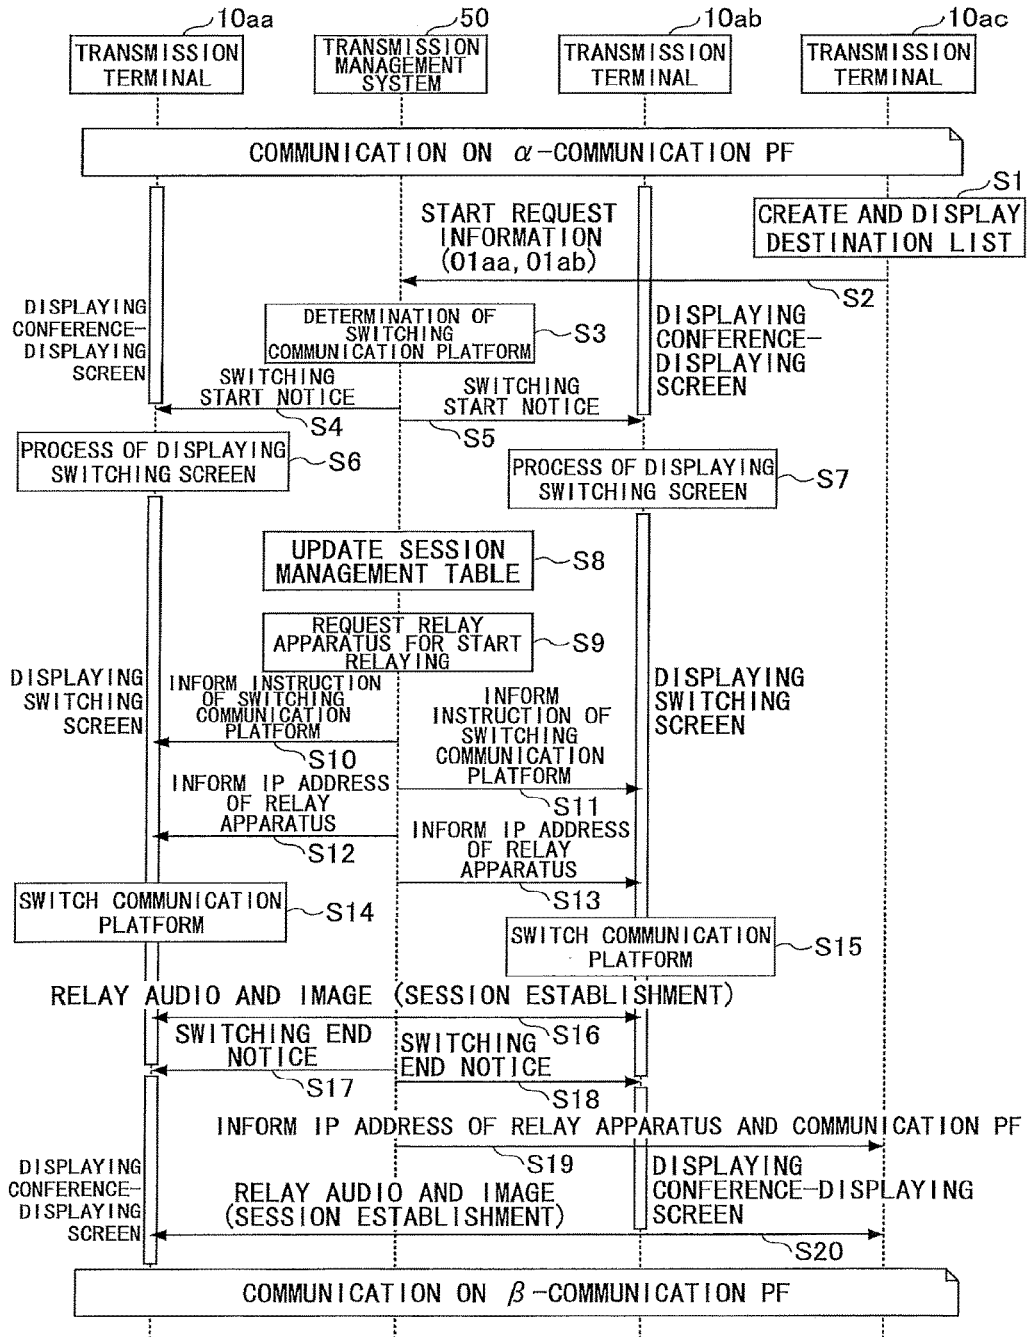 10aa
50
10ab
10ac
TRANSMISSION
TERMINAL
TRANSMISSION
MANAGEMENT
SYSTEM
TRANSMISSION
TERMINAL
TRANSMISSION
TERMINAL
COMMUNICATION ON α-COMMUNICATION PF
S1
CREATE AND DISPLAY
DESTINATION LIST
START REQUEST
INFORMATION
(01aa, 01ab)
S2
DISPLAYING
CONFERENCE-
DISPLAYING
SCREEN
DETERMINATION OF
SWITCHING
COMMUNICATION PLATFORM
S3
DISPLAYING
CONFERENCE-
DISPLAYING
SCREEN
SWITCHING
START NOTICE
S4
SWITCHING
START NOTICE
S5
PROCESS OF DISPLAYING
SWITCHING SCREEN
S6
PROCESS OF DISPLAYING
SWITCHING SCREEN
S7
UPDATE SESSION
MANAGEMENT TABLE
S8
REQUEST RELAY
APPARATUS FOR START
RELAYING
S9
DISPLAYING
SWITCHING
SCREEN
INFORM INSTRUCTION
OF SWITCHING
COMMUNICATION
PLATFORM
S10
INFORM
INSTRUCTION OF
SWITCHING
COMMUNICATION
PLATFORM
S11
DISPLAYING
SWITCHING
SCREEN
INFORM IP ADDRESS
OF RELAY
APPARATUS
S12
INFORM IP ADDRESS
OF RELAY
APPARATUS
S13
SWITCH COMMUNICATION
PLATFORM
S14
SWITCH COMMUNICATION
PLATFORM
S15
RELAY AUDIO AND IMAGE (SESSION ESTABLISHMENT)
S16
SWITCHING END
NOTICE
S17
SWITCHING
END NOTICE
S18
INFORM IP ADDRESS OF RELAY APPARATUS AND COMMUNICATION PF
S19
DISPLAYING
CONFERENCE-
DISPLAYING
SCREEN
RELAY AUDIO AND IMAGE
(SESSION ESTABLISHMENT)
DISPLAYING
CONFERENCE-DISPLAYING
SCREEN
S20
COMMUNICATION ON β-COMMUNICATION PF